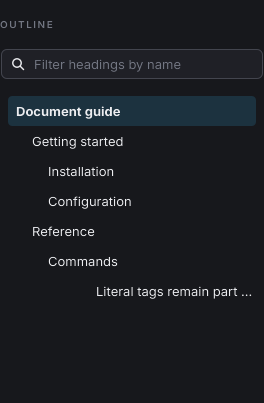 OUTLINE
Filter headings by name
Document guide
Getting started
Installation
Configuration
Reference
Commands
Literal tags remain part ...